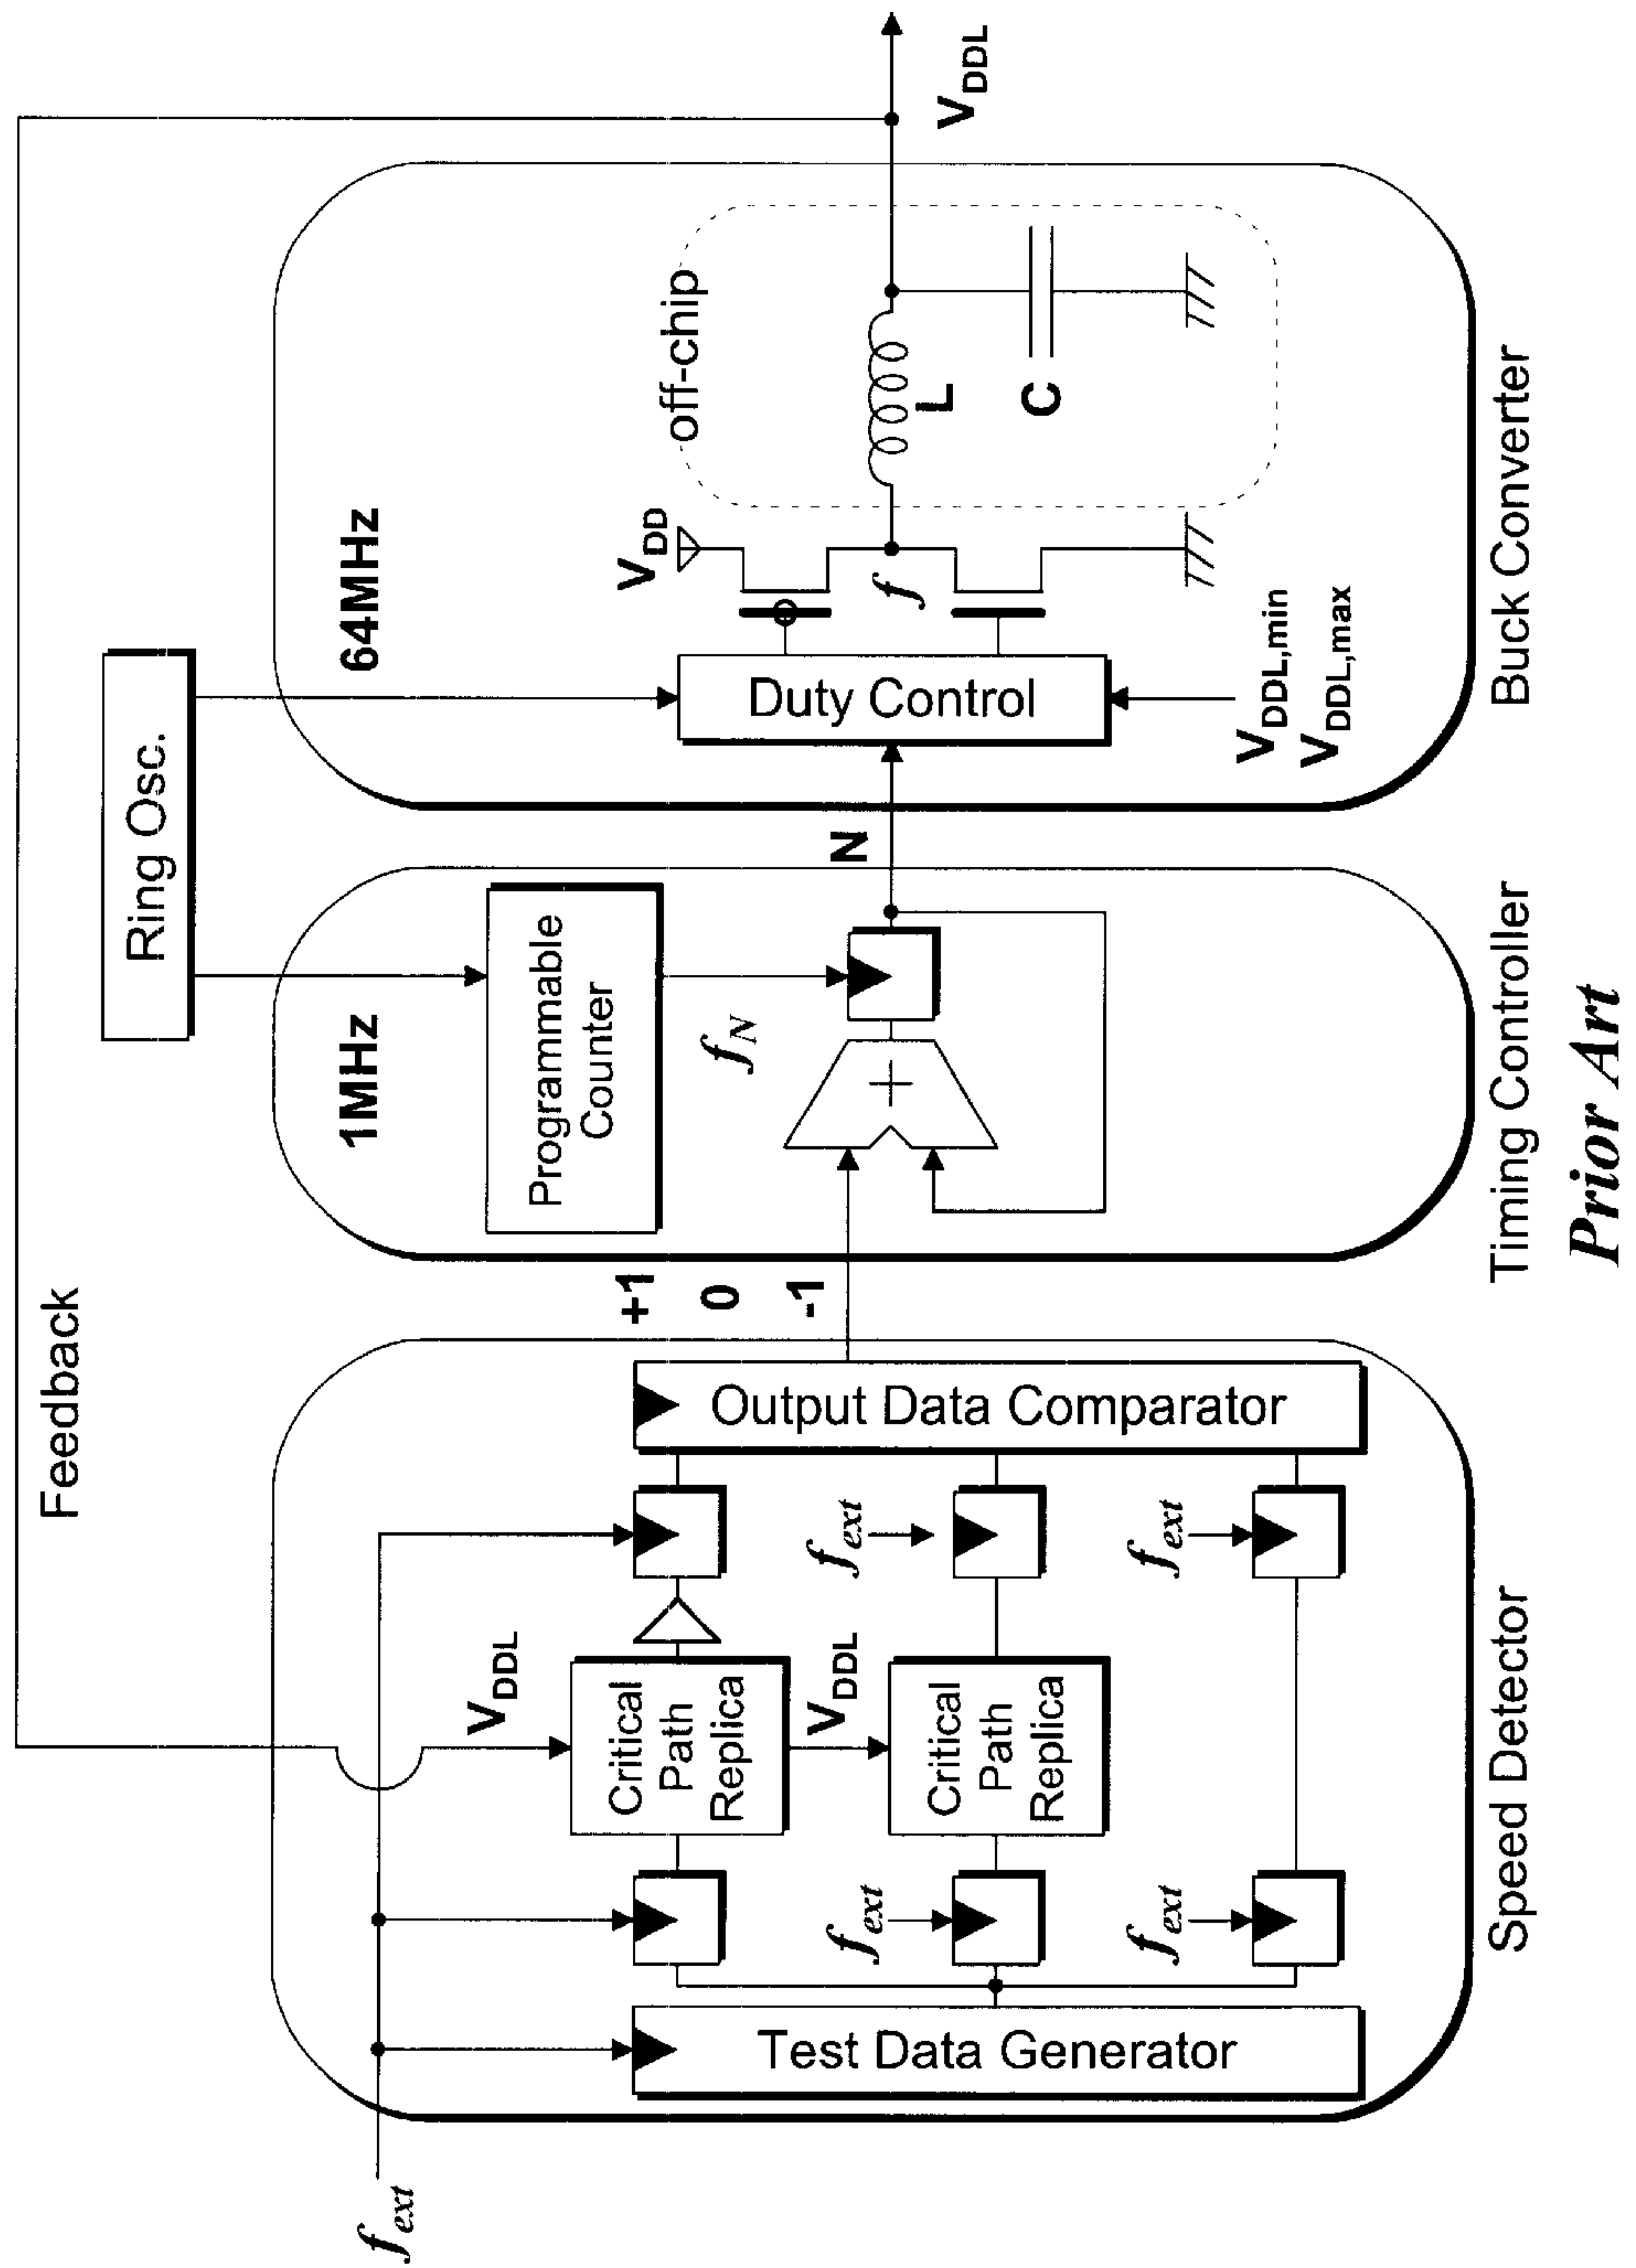 Feedback
Ring Osc.
f_ext
1MHz
64MHz
V_DDL
Critical
Path
Replica
V_DDL
Critical
Path
Replica
f_ext
f_ext
f_ext
f_ext
Test Data Generator
Output Data Comparator
+1
0
-1
Programmable
Counter
f_N
+
N
Duty Control
V_DD
f
off-chip
L
C
V_DDL,min
V_DDL,max
V_DDL
Speed Detector
Timing Controller
Buck Converter
Prior Art